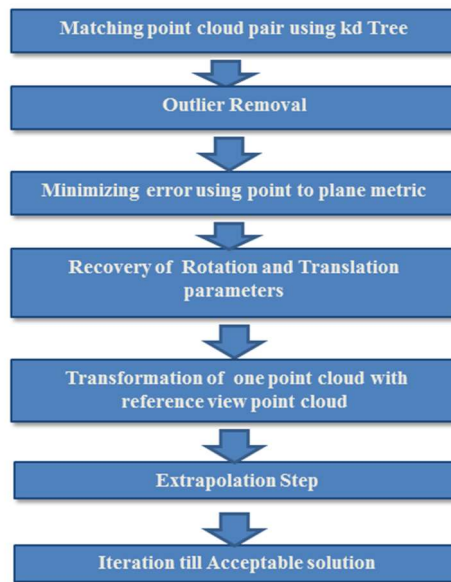 Matching point cloud pair using kd Tree
Outlier Removal
Minimizing error using point to plane metric
Recovery of Rotation and Translation
parameters
Transformation of one point cloud with
reference view point cloud
Extrapolation Step
Iteration till Acceptable solution